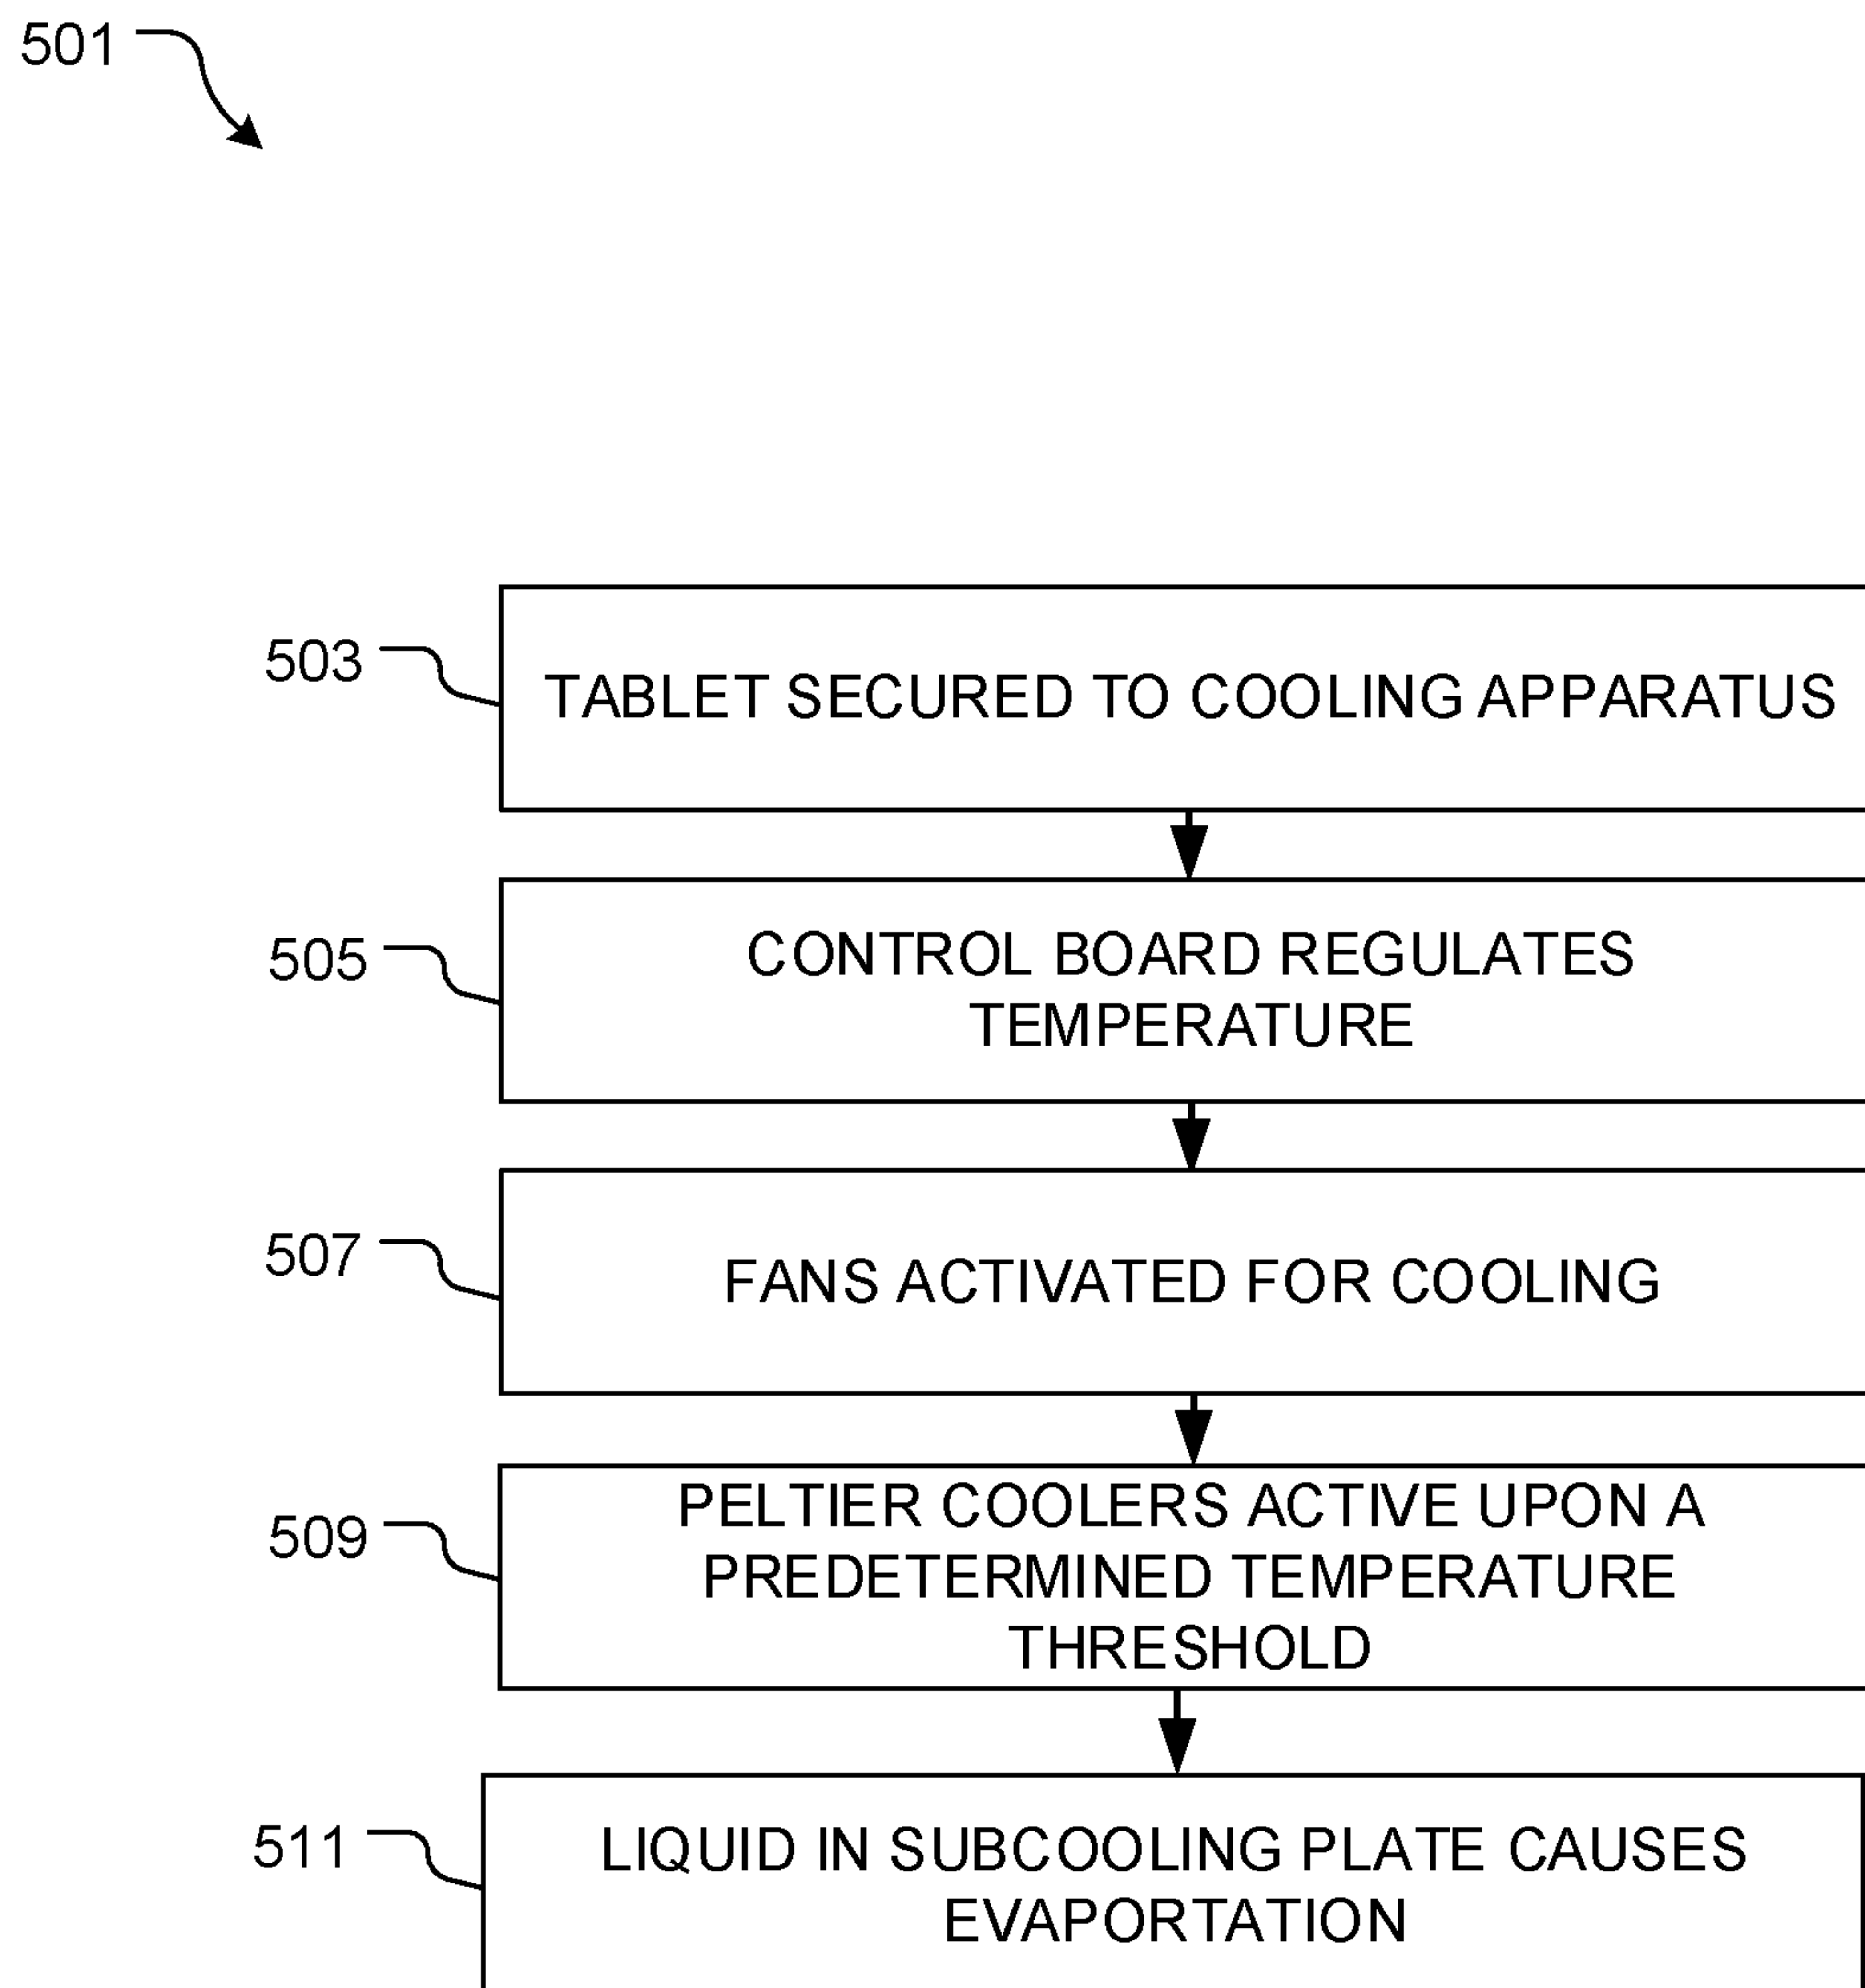 501
503
TABLET SECURED TO COOLING APPARATUS
505
CONTROL BOARD REGULATES
TEMPERATURE
507
FANS ACTIVATED FOR COOLING
509
PELTIER COOLERS ACTIVE UPON A
PREDETERMINED TEMPERATURE
THRESHOLD
511
LIQUID IN SUBCOOLING PLATE CAUSES
EVAPORTATION